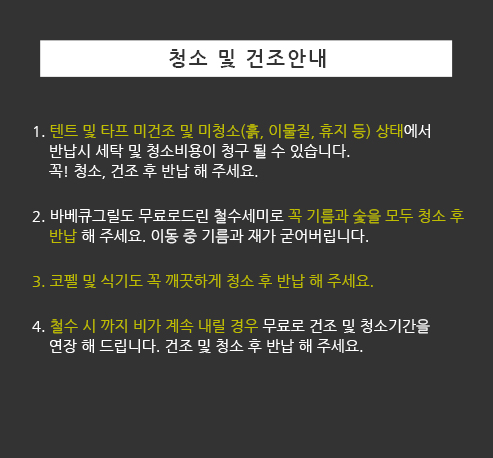 청소 및 건조안내
1. 텐트 및 타프 미건조 및 미청소(흙, 이물질, 휴지 등) 상태에서
반납시 세탁 및 청소비용이 청구 될 수 있습니다.
꼭! 청소, 건조 후 반납 해 주세요.
2. 바베큐그릴도 무료로드린 철수세미로 꼭 기름과 숯을 모두 청소 후
반납 해 주세요. 이동 중 기름과 재가 굳어버립니다.
3. 코펠 및 식기도 꼭 깨끗하게 청소 후 반납 해 주세요.
4. 철수 시 까지 비가 계속 내릴 경우 무료로 건조 및 청소기간을
연장 해 드립니다. 건조 및 청소 후 반납 해 주세요.